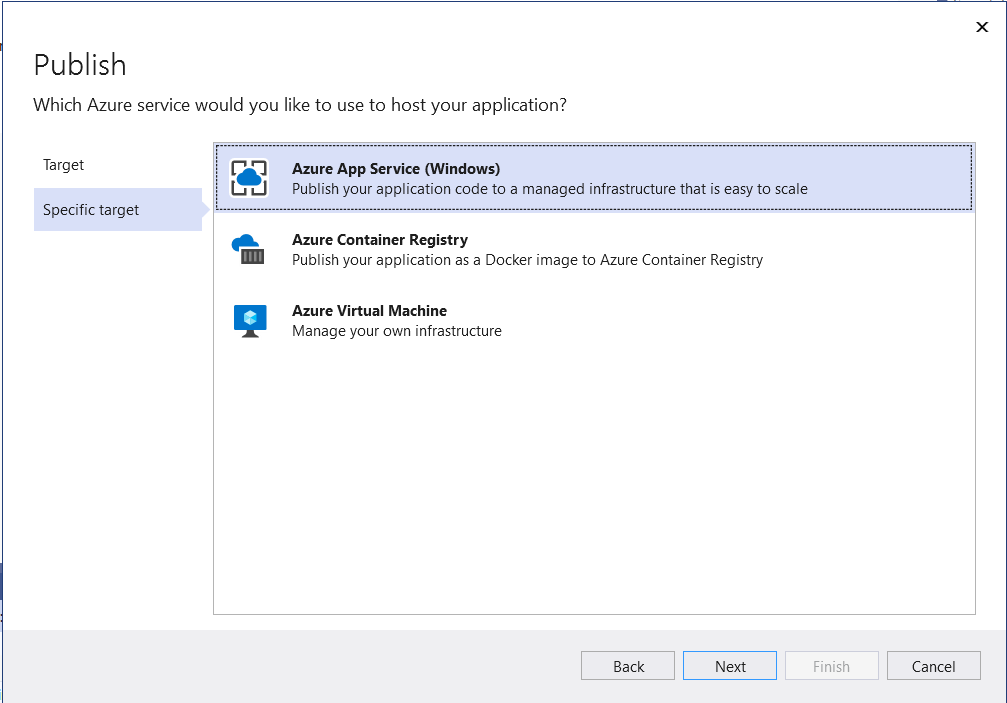 Publish
Which Azure service would you like to use to host your application?
Target
Specific target
Azure App Service (Windows)
Publish your application code to a managed infrastructure that is easy to scale
Azure Container Registry
Publish your application as a Docker image to Azure Container Registry
Azure Virtual Machine
Manage your own infrastructure
Back
Next
Finish
Cancel